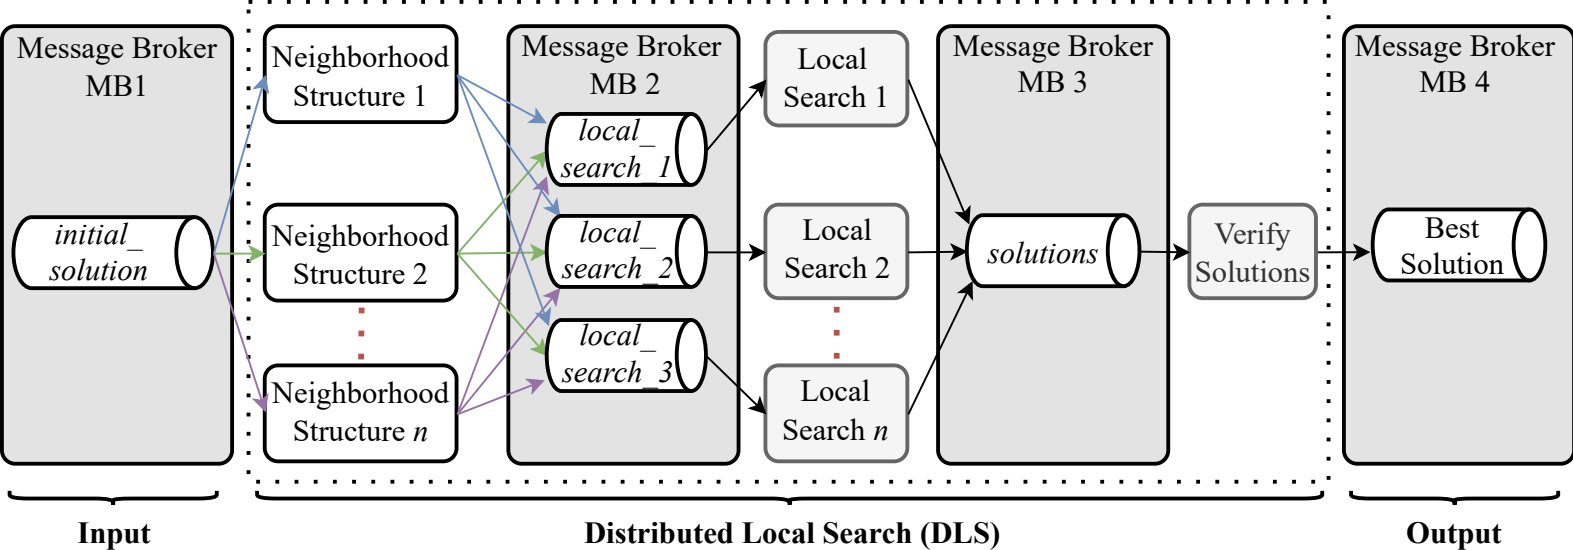 Message Broker
MB1
initial_
solution
Neighborhood
Structure 1
Neighborhood
Structure 2
Neighborhood
Structure n
Message Broker
MB 2
local_
search_1
local_
search_2
local_
search_3
Local
Search 1
Local
Search 2
Local
Search n
Message Broker
MB 3
solutions
Verify
Solutions
Message Broker
MB 4
Best
Solution
Input
Distributed Local Search (DLS)
Output